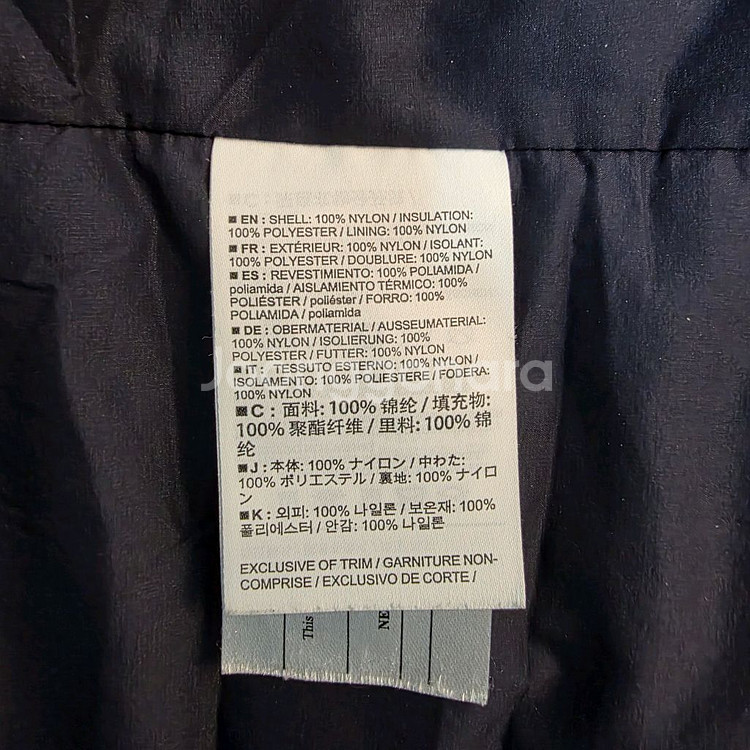 ■ EN : SHELL: 100% NYLON / INSULATION:
100% POLYESTER / LINING: 100% NYLON
■ FR : EXTÉRIEUR: 100% NYLON / ISOLANT:
100% POLYESTER / DOUBLURE: 100% NYLON
■ ES : REVESTIMIENTO: 100% POLIAMIDA /
poliamida / AISLAMIENTO TÉRMICO: 100%
POLIÉSTER / poliéster / FORRO: 100%
POLIAMIDA / poliamida
■ DE : OBERMATERIAL / AUSSEUMATERIAL:
100% NYLON / ISOLIERUNG: 100%
POLYESTER / FUTTER: 100% NYLON
■ IT : TESSUTO ESTERNO: 100% NYLON /
ISOLAMENTO: 100% POLIESTERE / FODERA:
100% NYLON
■ C : 面料: 100% 锦纶 / 填充物:
100% 聚酯纤维 / 里料: 100% 锦
纶
■ J : 本体: 100% ナイロン / 中わた:
100% ポリエステル / 裏地: 100% ナイロ
ン
■ K : 외피: 100% 나일론 / 보온재: 100%
폴리에스터 / 안감: 100% 나일론
EXCLUSIVE OF TRIM / GARNITURE NON-
COMPRISE / EXCLUSIVO DE CORTE /
This
NE